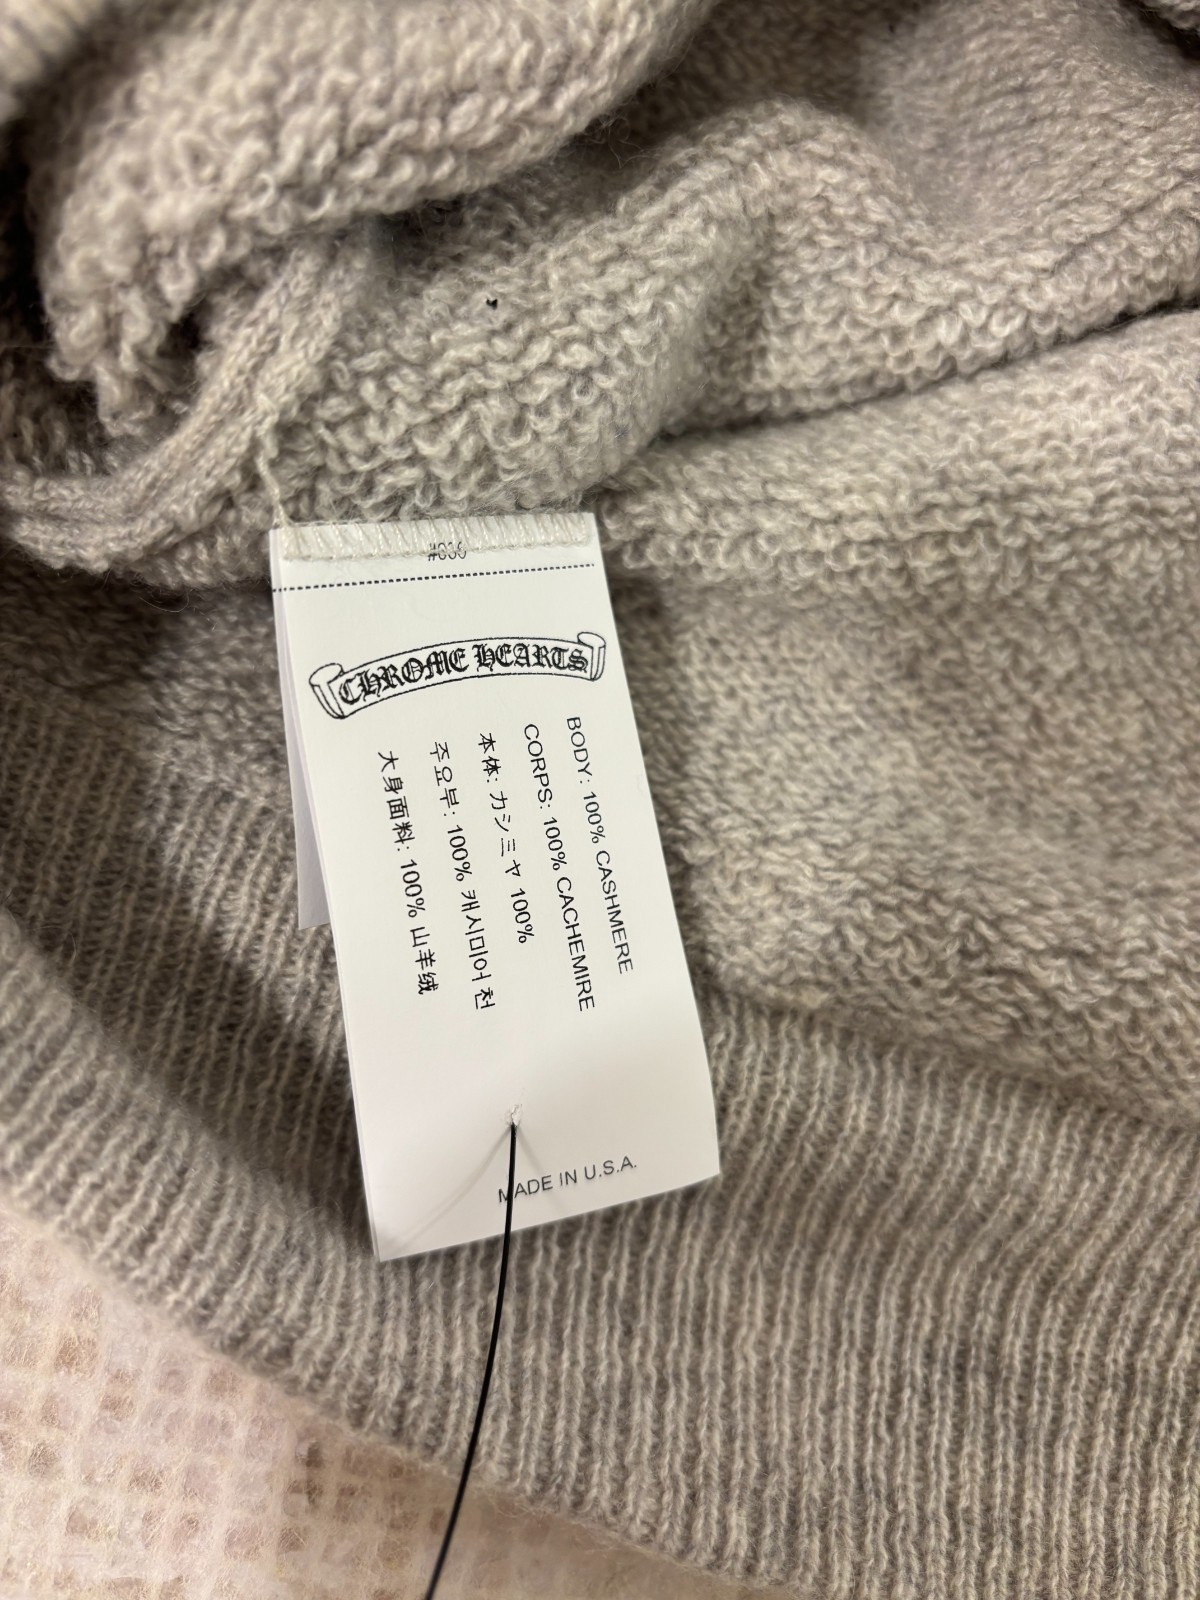 #036
CHROME HEARTS
BODY: 100% CASHMERE
CORPS: 100% CACHEMIRE
本体: カシミヤ 100%
주요부: 100% 캐시미어 천
大身面料: 100% 山羊绒
MADE IN U.S.A.